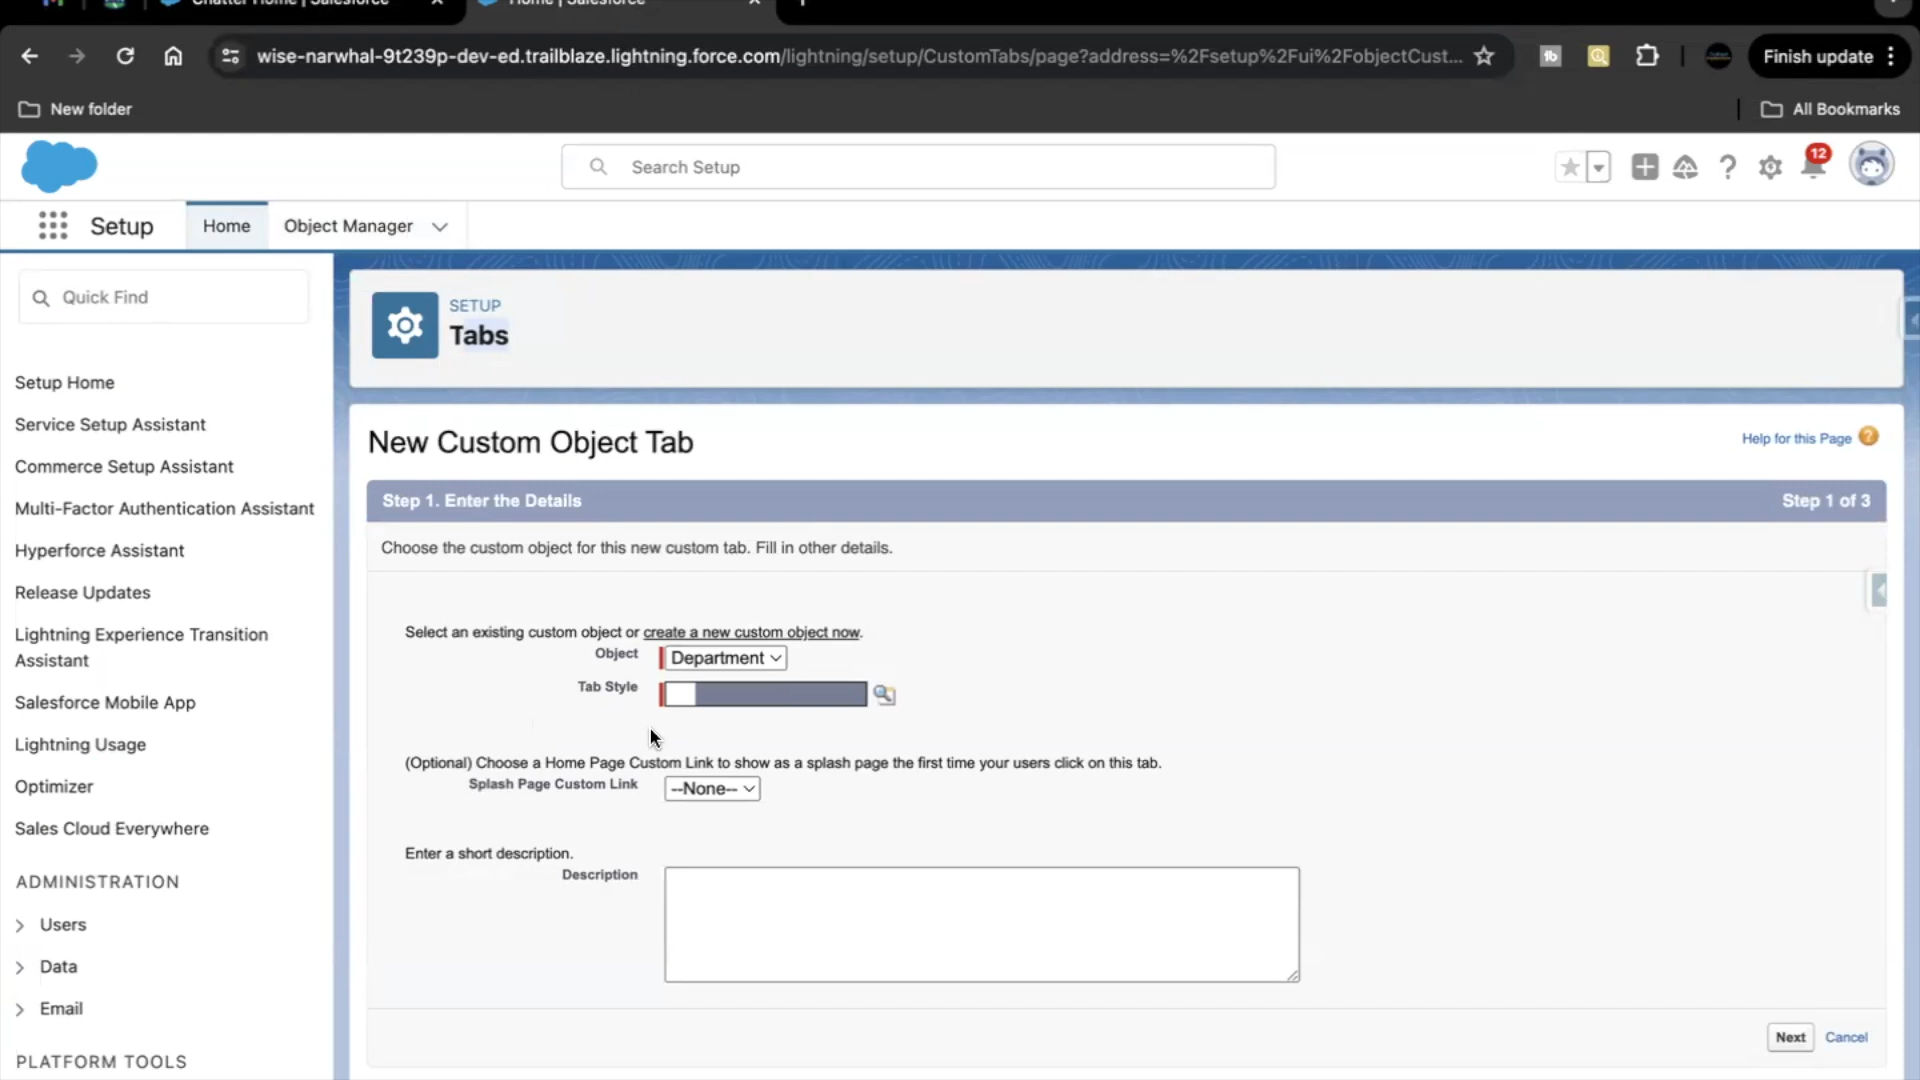 Chatter Home | Salesforce
Home | Salesforce
wise-narwhal-9t239p-dev-ed.trailblaze.lightning.force.com/lightning/setup/CustomTabs/page?address=%2Fsetup%2Fui%2FobjectCust...
Finish update
New folder
All Bookmarks
Search Setup
12
Setup
Home
Object Manager
Quick Find
SETUP
Tabs
Setup Home
Service Setup Assistant
Commerce Setup Assistant
Multi-Factor Authentication Assistant
Hyperforce Assistant
Release Updates
Lightning Experience Transition
Assistant
Salesforce Mobile App
Lightning Usage
Optimizer
Sales Cloud Everywhere
ADMINISTRATION
Users
Data
Email
PLATFORM TOOLS
New Custom Object Tab
Help for this Page
Step 1. Enter the Details
Step 1 of 3
Choose the custom object for this new custom tab. Fill in other details.
Select an existing custom object or create a new custom object now.
Object
Department
Tab Style
(Optional) Choose a Home Page Custom Link to show as a splash page the first time your users click on this tab.
Splash Page Custom Link
--None--
Enter a short description.
Description
Next
Cancel